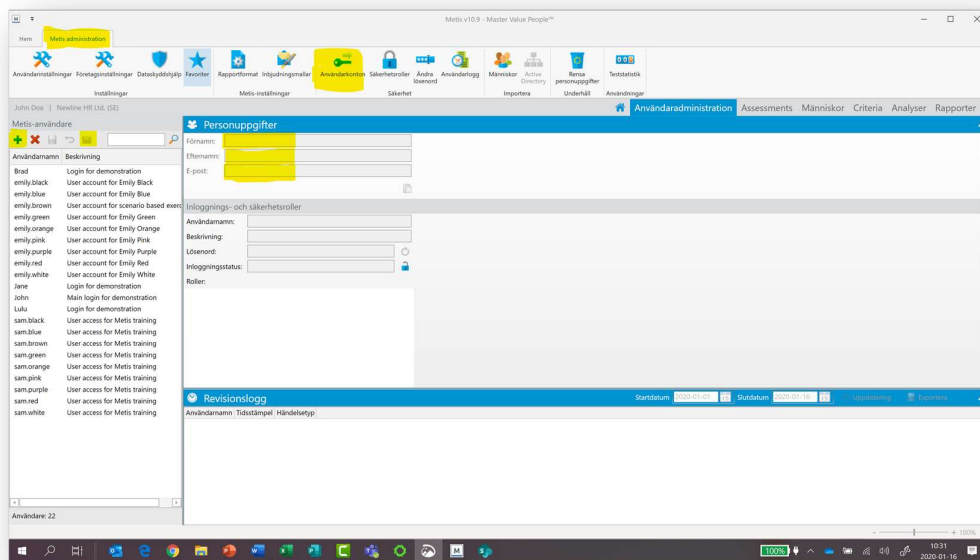 Metis v10.9 - Master Value People™
Hem Metis administration
Användarinställningar Företagsinställningar Dataskyddshjälp Favoriter Rapportformat Inbjudningsmallar Användarkonton Säkerhetsroller Ändra lösenord Användarlogg Människor Active Directory Rensa personuppgifter Teststatistik
Inställningar Metis-inställningar Säkerhet Importera Underhåll Användningar
John Doe | Newline HR Ltd. (SE) Användaradministration Assessments Människor Criteria Analyser Rapporter
Metis-användare
Personuppgifter
Förnamn:
Efternamn:
E-post:
Inloggnings- och säkerhetsroller
Användarnamn:
Beskrivning:
Lösenord:
Inloggningsstatus:
Roller:
Användarnamn Beskrivning
Brad Login for demonstration
emily.black User account for Emily Black
emily.blue User account for Emily Blue
emily.brown User account for scenario based exerc
emily.green User account for Emily Green
emily.orange User account for Emily Orange
emily.pink User account for Emily Pink
emily.purple User account for Emily Purple
emily.red User account for Emily Red
emily.white User account for Emily White
Jane Login for demonstration
John Main login for demonstration
Lulu Login for demonstration
sam.black User access for Metis training
sam.blue User access for Metis training
sam.brown User access for Metis training
sam.green User access for Metis training
sam.orange User access for Metis training
sam.pink User access for Metis training
sam.purple User access for Metis training
sam.red User access for Metis training
sam.white User access for Metis training
Revisionslogg Startdatum 2020-01-01 Slutdatum 2020-01-16 Uppdatering Exportera
Användarnamn Tidsstämpel Händelsetyp
Användare: 22
100%
100% 10:31
2020-01-16